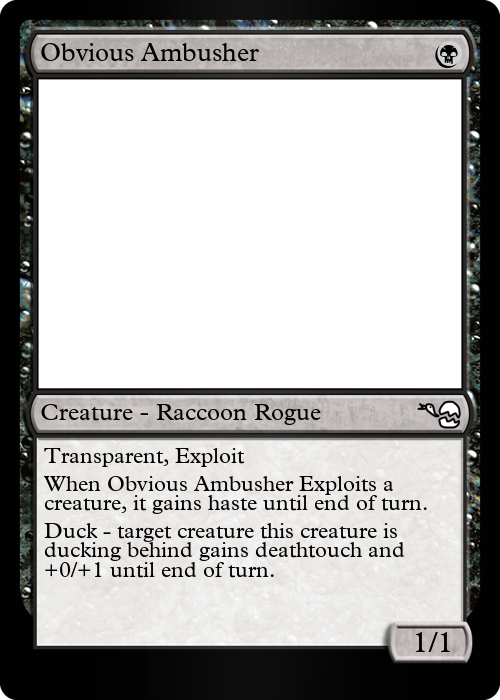 Obvious Ambusher
Creature - Raccoon Rogue
Transparent, Exploit
When Obvious Ambusher Exploits a
creature, it gains haste until end of turn.
Duck - target creature this creature is
ducking behind gains deathtouch and
+0/+1 until end of turn.
1/1